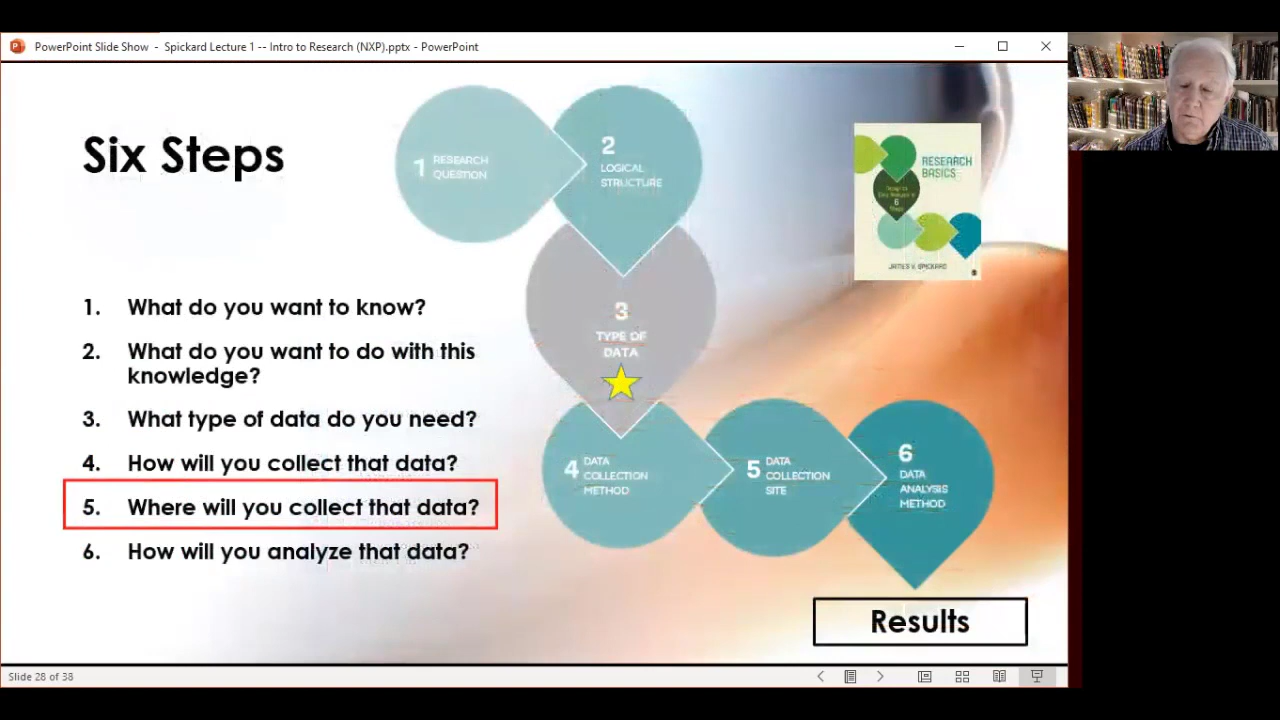 PowerPoint Slide Show - Spickard Lecture 1 -- Intro to Research (NXP).pptx - PowerPoint
Six Steps
1 RESEARCH
QUESTION
2
LOGICAL
STRUCTURE
RESEARCH
BASICS
6
JAMES V. SPICKARD
3
TYPE OF
DATA
1. What do you want to know?
2. What do you want to do with this
knowledge?
3. What type of data do you need?
4. How will you collect that data?
5. Where will you collect that data?
6. How will you analyze that data?
4 DATA
COLLECTION
METHOD
5 DATA
COLLECTION
SITE
6
DATA
ANALYSIS
METHOD
Results
Slide 28 of 38